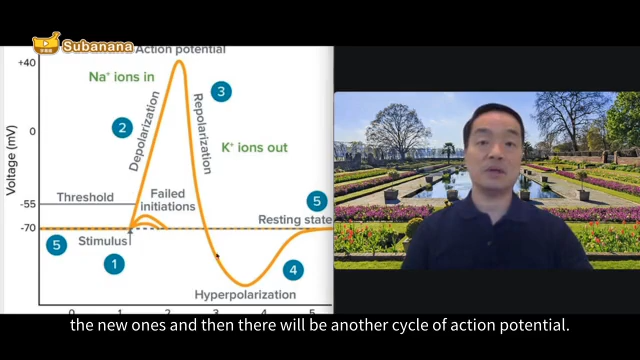 Subanana
Action potential
+40
Na⁺ ions in
3
2
Depolarization
Repolarization
0
K⁺ ions out
Voltage (mV)
Threshold
Failed
initiations
5
-55
Resting state
-70
5
Stimulus
1
4
Hyperpolarization
0
1
2
3
4
5
the new ones and then there will be another cycle of action potential.